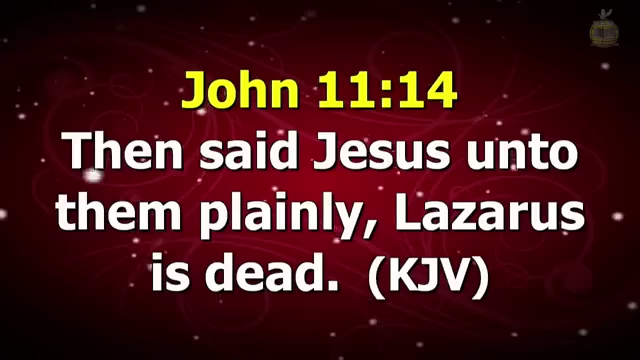 John 11:14
Then said Jesus unto
them plainly, Lazarus
is dead. (KJV)